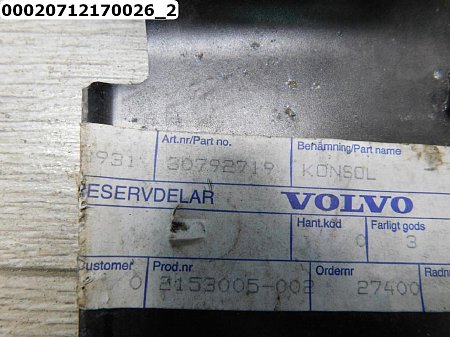 00020712170026_2
Art.nr/Part no. Benämning/Part name
30792719 KONSOL
RESERVDELAR VOLVO
Hant.kod Farligt gods
0 3
Customer Prod.nr Ordernr Radnr
0 3153005-002 27400